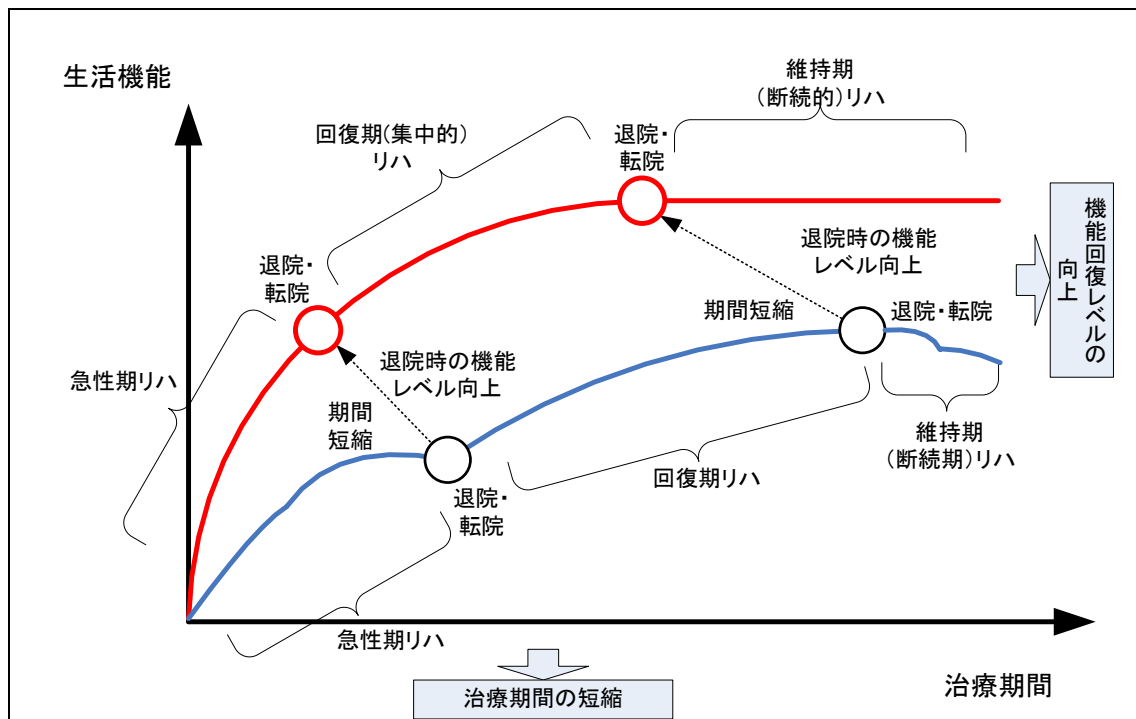 生活機能
維持期
（断続的）リハ
回復期（集中的）
リハ
退院・
転院
退院・
転院
退院時の機能
レベル向上
機能回復レベルの
向上
期間短縮
退院・転院
急性期リハ
退院時の機能
レベル向上
期間
短縮
維持期
（断続期）リハ
回復期リハ
退院・
転院
急性期リハ
治療期間
治療期間の短縮